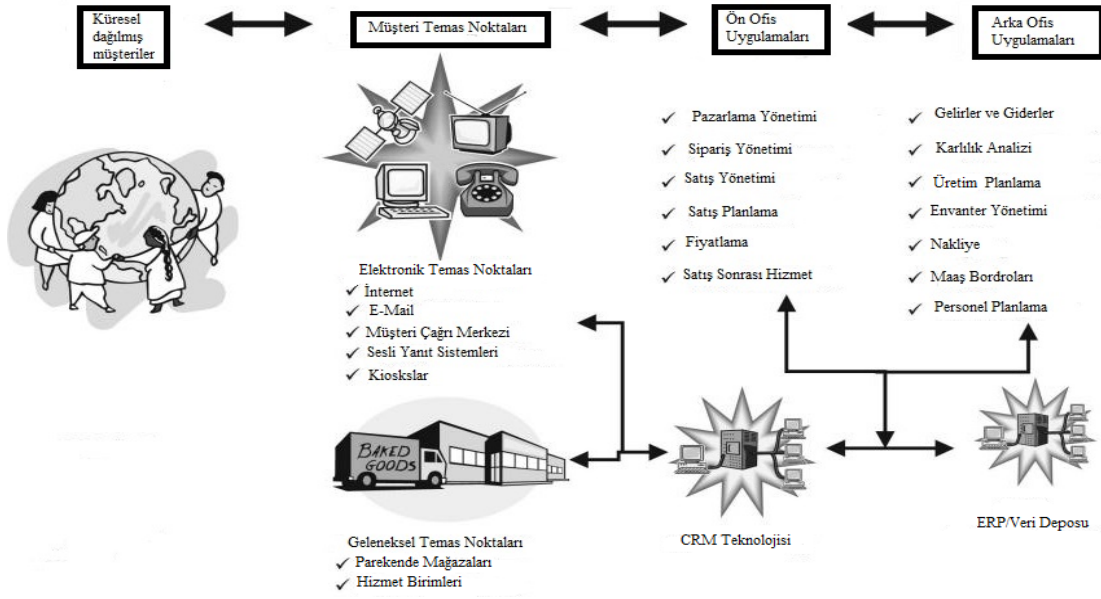 Küresel
dağılmış
müşteriler
Müşteri Temas Noktaları
Ön Ofis
Uygulamaları
Arka Ofis
Uygulamaları
Elektronik Temas Noktaları
✓ İnternet
✓ E-Mail
✓ Müşteri Çağrı Merkezi
✓ Sesli Yanıt Sistemleri
✓ Kioskslar
BAKED
GOODS
Geleneksel Temas Noktaları
✓ Parekende Mağazaları
✓ Hizmet Birimleri
✓ Pazarlama Yönetimi
✓ Sipariş Yönetimi
✓ Satış Yönetimi
✓ Satış Planlama
✓ Fiyatlama
✓ Satış Sonrası Hizmet
CRM Teknolojisi
✓ Gelirler ve Giderler
✓ Karlılık Analizi
✓ Üretim Planlama
✓ Envanter Yönetimi
✓ Nakliye
✓ Maaş Bordroları
✓ Personel Planlama
ERP/Veri Deposu